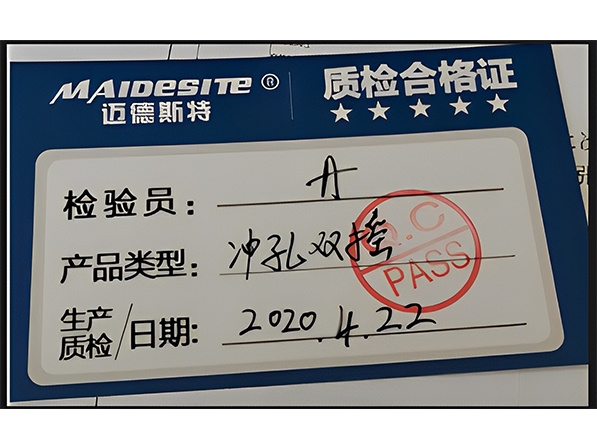 MAIDESITE®
迈德斯特
质检合格证
★★★★★
检验员: A
产品类型: 冲孔双控
生产质检/日期: 2020.4.22
Q.C
PASS